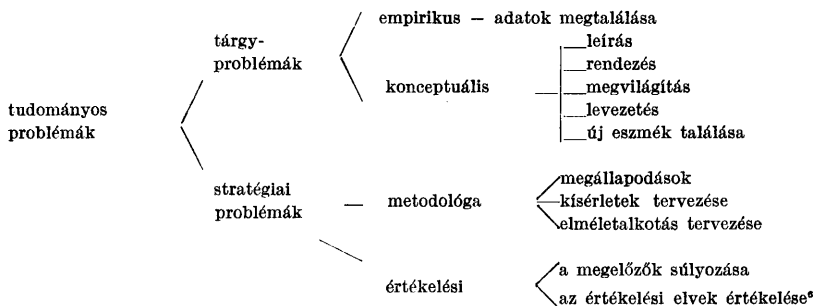 empirikus — adatok megtalálása
tárgy-
problémák
leírás
rendezés
konceptuális
megvilágítás
levezetés
új eszmék találása
tudományos
problémák
stratégiai
problémák
megállapodások
metodológa
kísérletek tervezése
elméletalkotás tervezése
értékelési
a megelőzők súlyozása
az értékelési elvek értékelése⁶